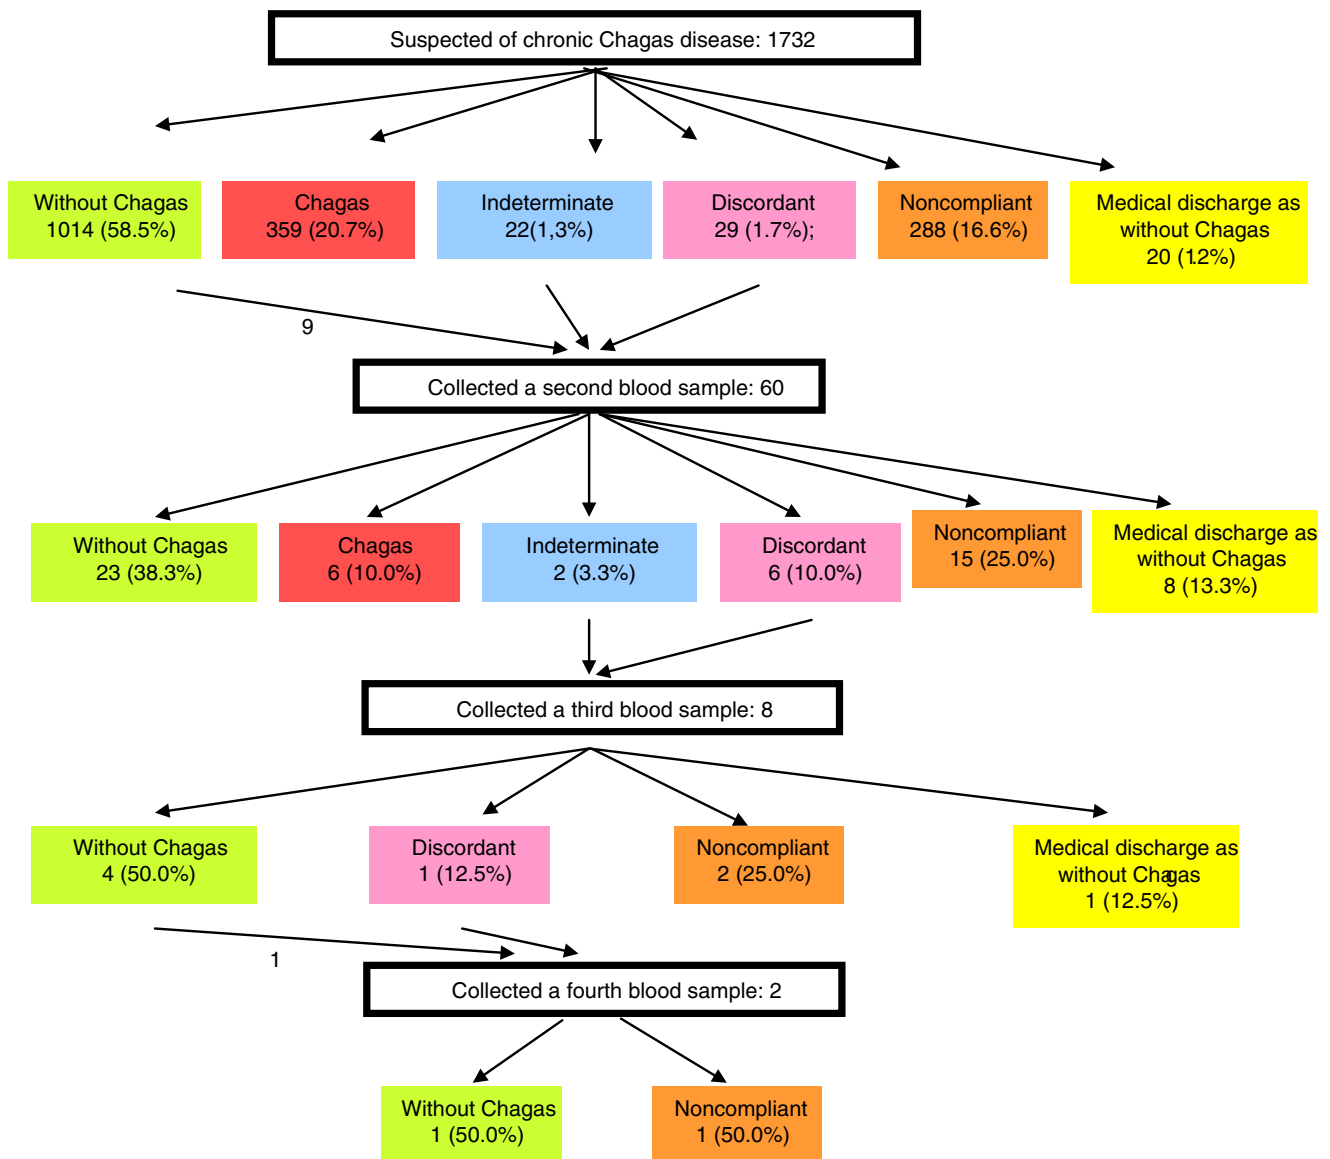 Suspected of chronic Chagas disease: 1732
Without Chagas
1014 (58.5%)
Chagas
359 (20.7%)
Indeterminate
22(1,3%)
Discordant
29 (1.7%);
Noncompliant
288 (16.6%)
Medical discharge as
without Chagas
20 (1.2%)
9
Collected a second blood sample: 60
Without Chagas
23 (38.3%)
Chagas
6 (10.0%)
Indeterminate
2 (3.3%)
Discordant
6 (10.0%)
Noncompliant
15 (25.0%)
Medical discharge as
without Chagas
8 (13.3%)
Collected a third blood sample: 8
Without Chagas
4 (50.0%)
Discordant
1 (12.5%)
Noncompliant
2 (25.0%)
Medical discharge as
without Chagas
1 (12.5%)
1
Collected a fourth blood sample: 2
Without Chagas
1 (50.0%)
Noncompliant
1 (50.0%)